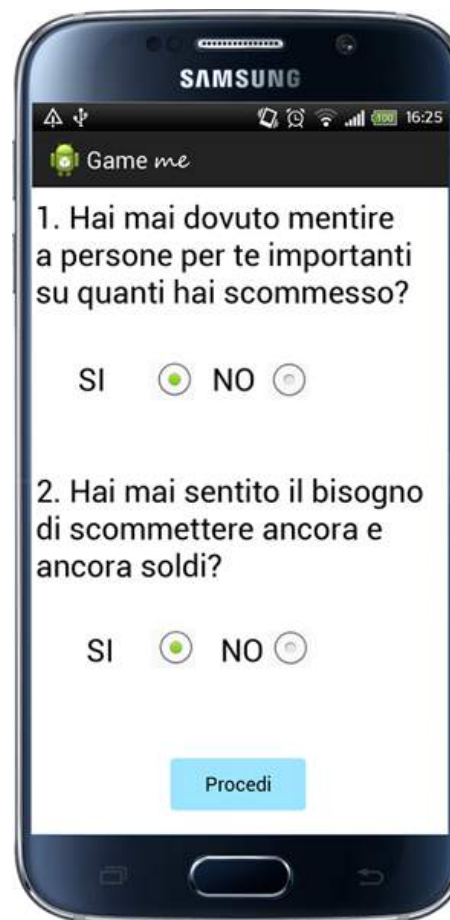 SAMSUNG
100 16:25
Game me
1. Hai mai dovuto mentire
a persone per te importanti
su quanti hai scommesso?
SI NO
2. Hai mai sentito il bisogno
di scommettere ancora e
ancora soldi?
SI NO
Procedi